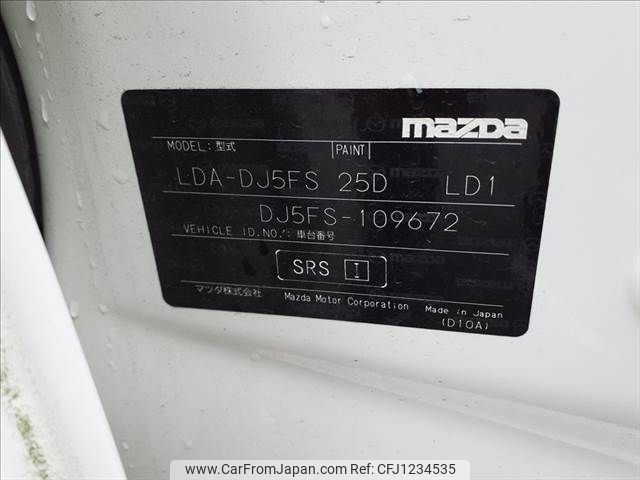 mazda
MODEL: 型式 PAINT
LDA-DJ5FS 25D LD1
DJ5FS-109672
VEHICLE ID.NO.: 車台番号
SRS I
マツダ株式会社 Mazda Motor Corporation Made in Japan
(D10A)
www.CarFromJapan.com | CFJ1234535